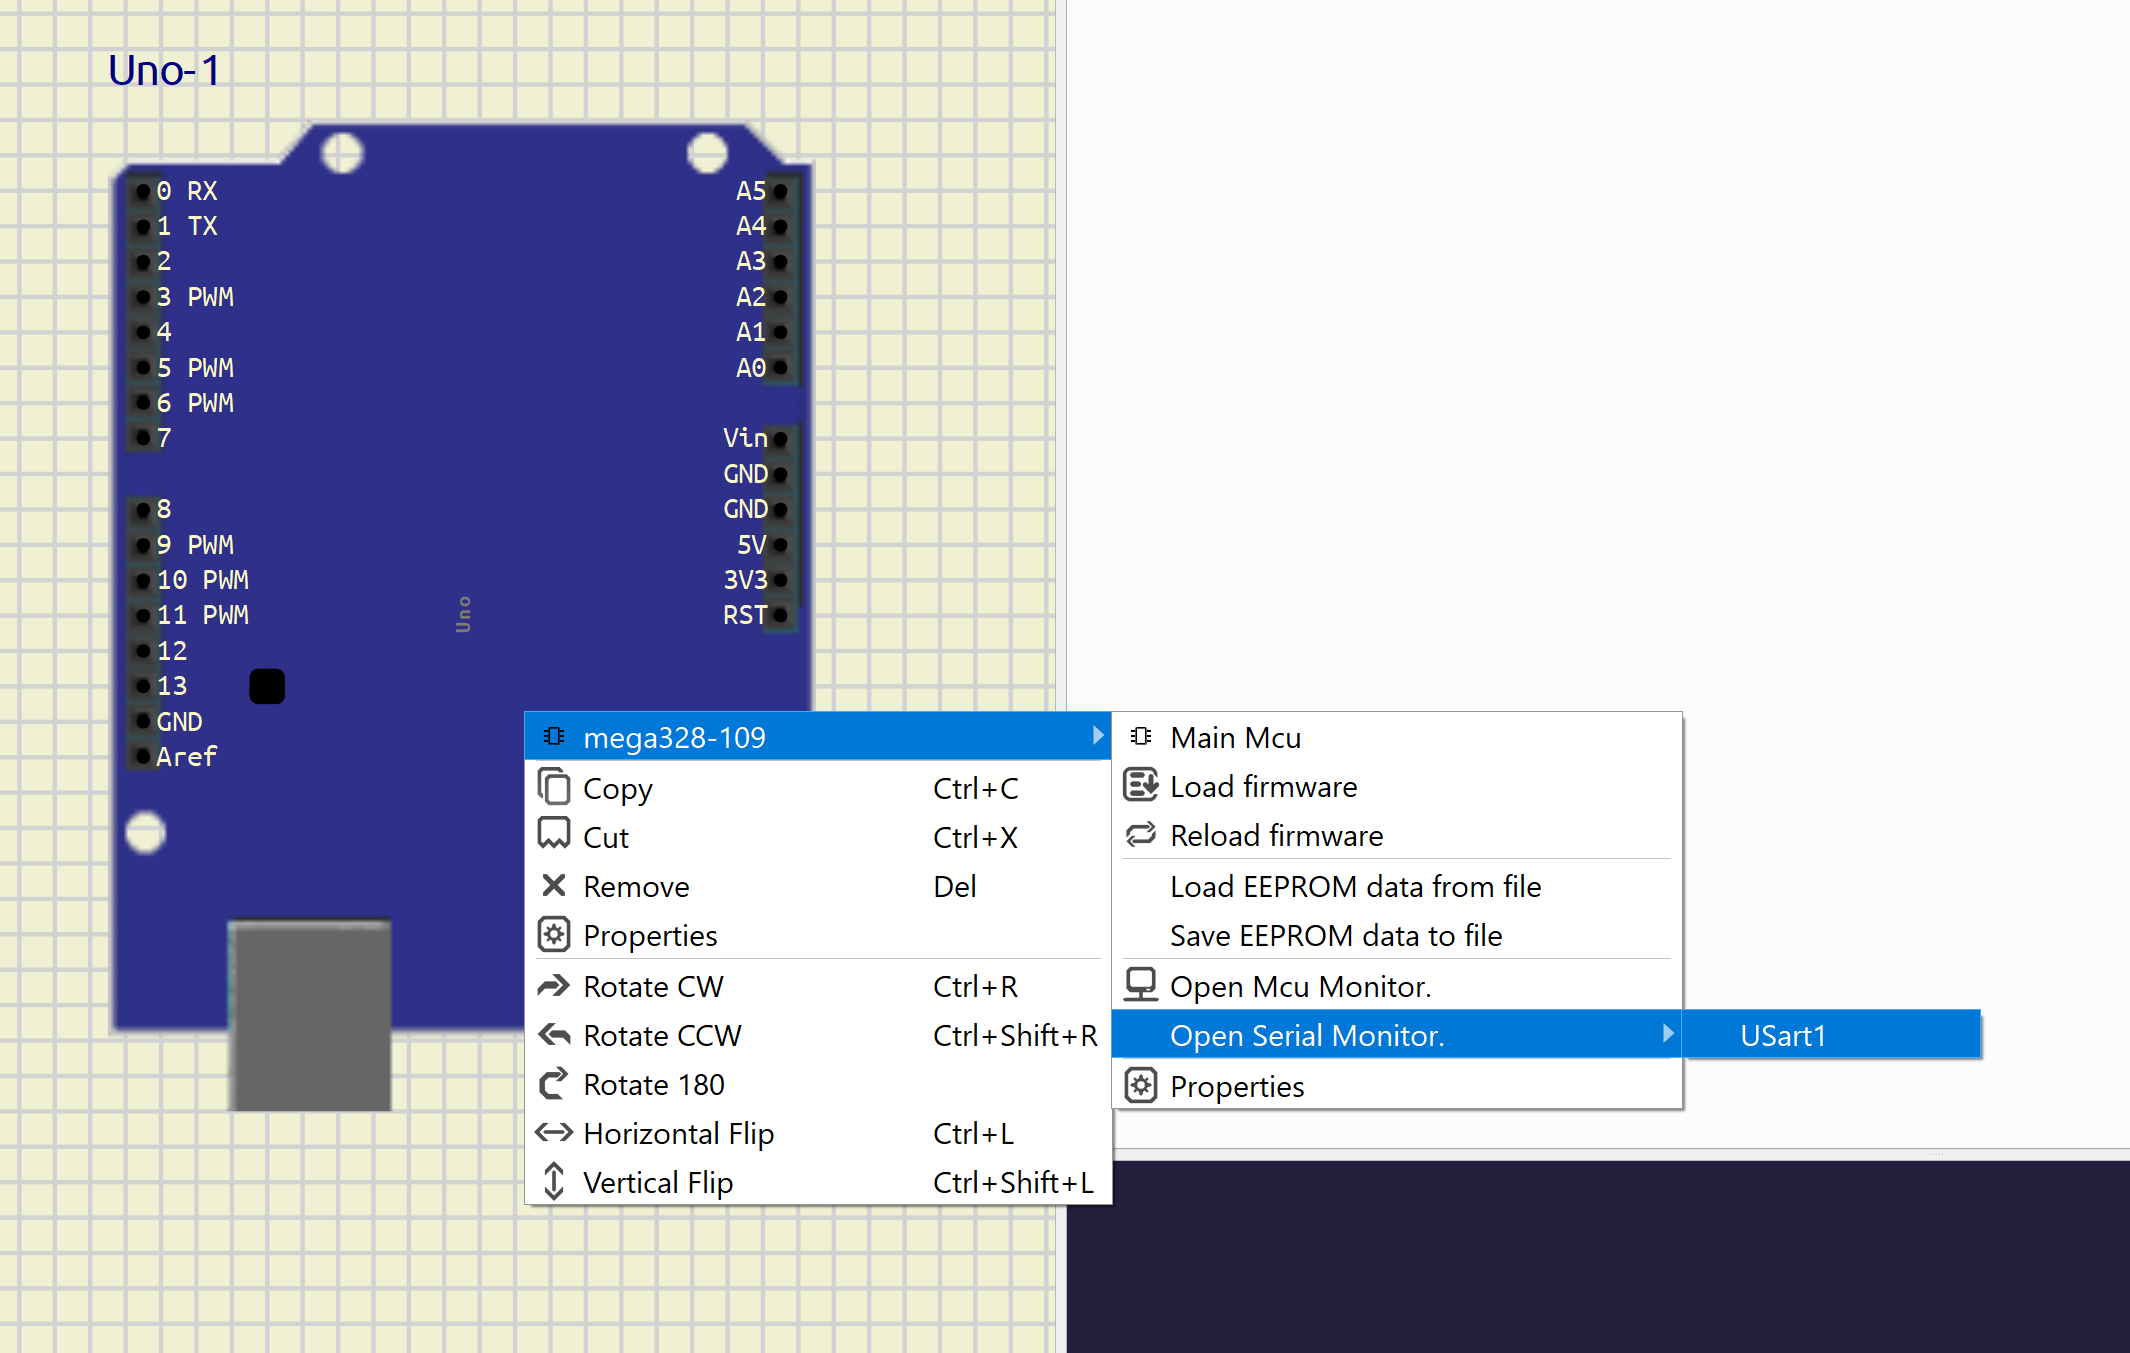 Uno-1
0 RX
1 TX
2
3 PWM
4
5 PWM
6 PWM
7
8
9 PWM
10 PWM
11 PWM
12
13
GND
Aref
Uno
A5
A4
A3
A2
A1
A0
Vin
GND
GND
5V
3V3
RST
mega328-109
Copy Ctrl+C
Cut Ctrl+X
Remove Del
Properties
Rotate CW Ctrl+R
Rotate CCW Ctrl+Shift+R
Rotate 180
Horizontal Flip Ctrl+L
Vertical Flip Ctrl+Shift+L
Main Mcu
Load firmware
Reload firmware
Load EEPROM data from file
Save EEPROM data to file
Open Mcu Monitor.
Open Serial Monitor.
Properties
USart1